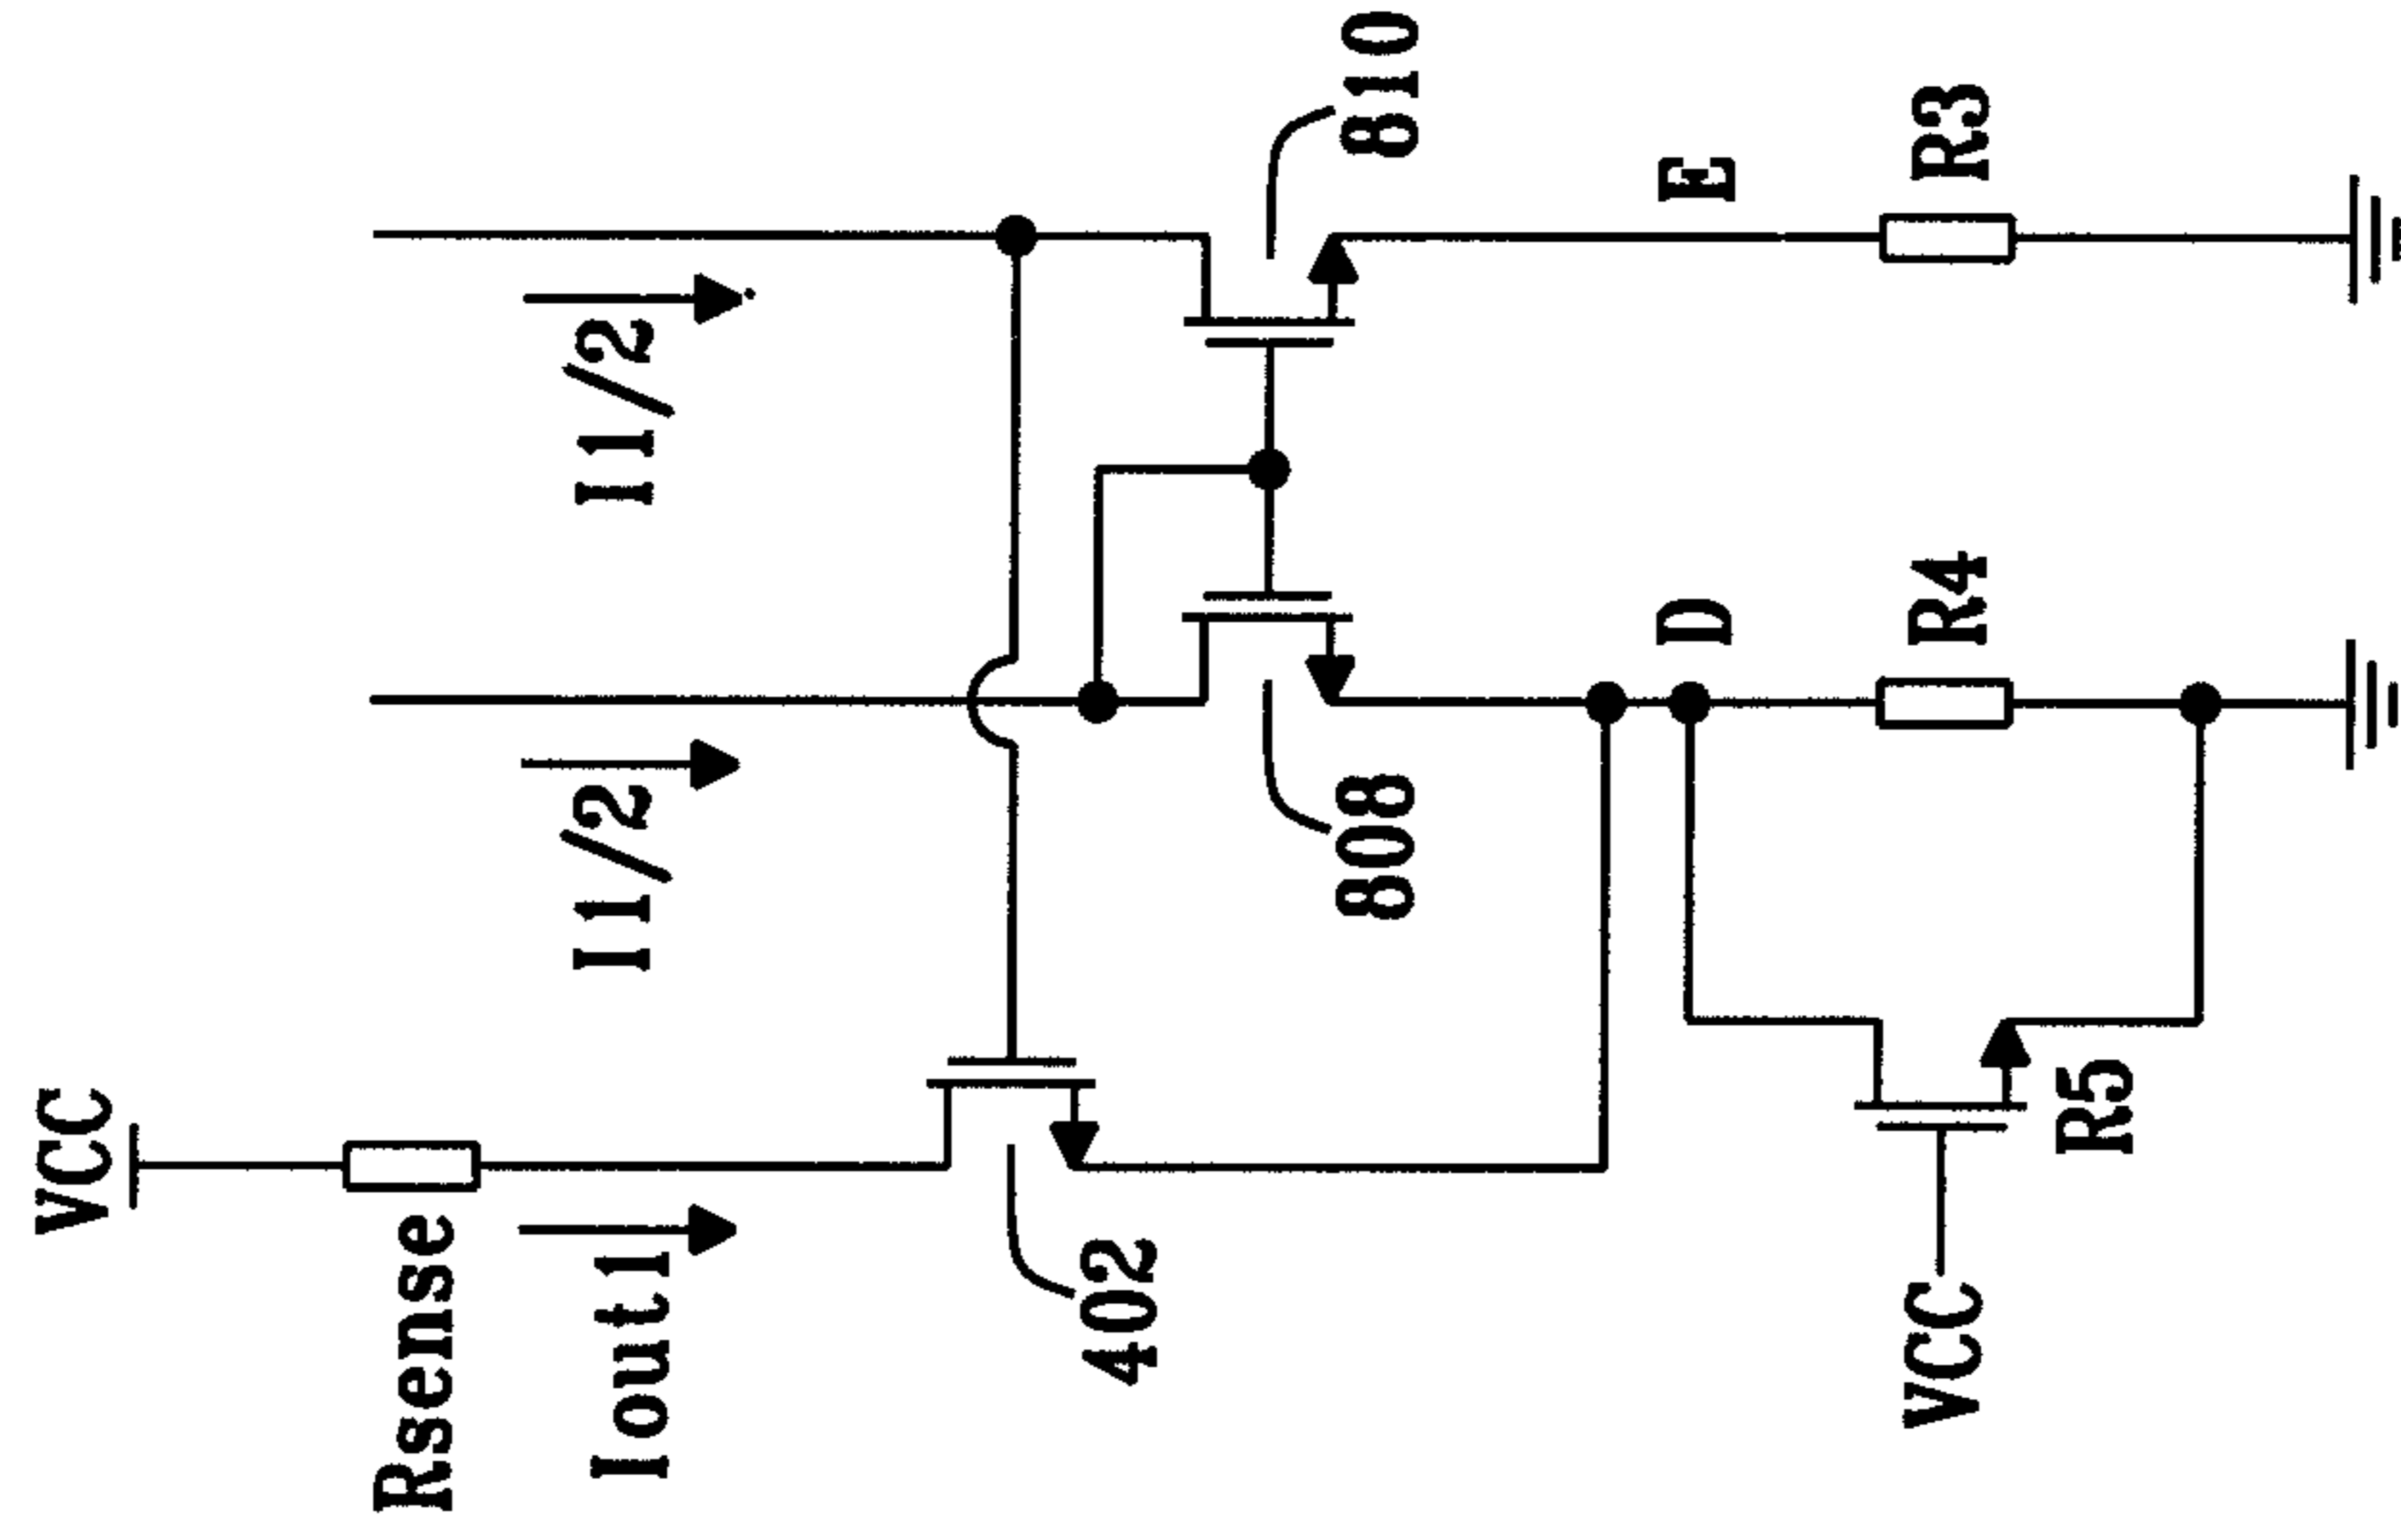 VCC
Rsense
Iout1
I1/2
I1/2
402
808
810
D
E
VCC
R5
R4
R3